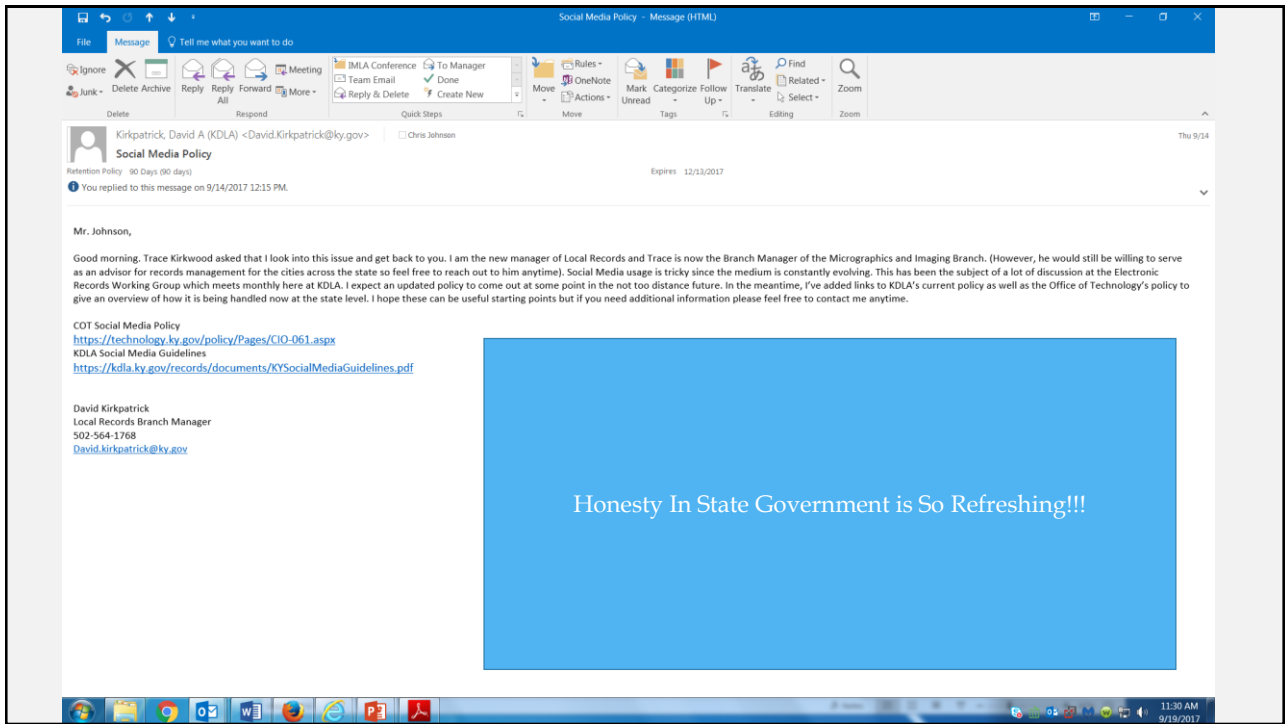 Social Media Policy - Message (HTML)
File Message Tell me what you want to do
Ignore
Junk
Delete Archive
Reply Reply All Forward
Meeting
More
IMLA Conference To Manager
Team Email Done
Reply & Delete Create New
Move
Rules
OneNote
Actions
Mark Unread Categorize Follow Up
Translate
Find
Related
Select
Zoom
Delete Respond Quick Steps Move Tags Editing Zoom
Kirkpatrick, David A (KDLA) <David.Kirkpatrick@ky.gov> Chris Johnson Thu 9/14
Social Media Policy
Retention Policy 90 Days (90 days) Expires 12/13/2017
You replied to this message on 9/14/2017 12:15 PM.
Mr. Johnson,
Good morning. Trace Kirkwood asked that I look into this issue and get back to you. I am the new manager of Local Records and Trace is now the Branch Manager of the Micrographics and Imaging Branch. (However, he would still be willing to serve
as an advisor for records management for the cities across the state so feel free to reach out to him anytime). Social Media usage is tricky since the medium is constantly evolving. This has been the subject of a lot of discussion at the Electronic
Records Working Group which meets monthly here at KDLA. I expect an updated policy to come out at some point in the not too distance future. In the meantime, I've added links to KDLA's current policy as well as the Office of Technology's policy to
give an overview of how it is being handled now at the state level. I hope these can be useful starting points but if you need additional information please feel free to contact me anytime.
COT Social Media Policy
https://technology.ky.gov/policy/Pages/CIO-061.aspx
KDLA Social Media Guidelines
https://kdla.ky.gov/records/documents/KYSocialMediaGuidelines.pdf
David Kirkpatrick
Local Records Branch Manager
502-564-1768
David.kirkpatrick@ky.gov
Honesty In State Government is So Refreshing!!!
11:30 AM
9/19/2017